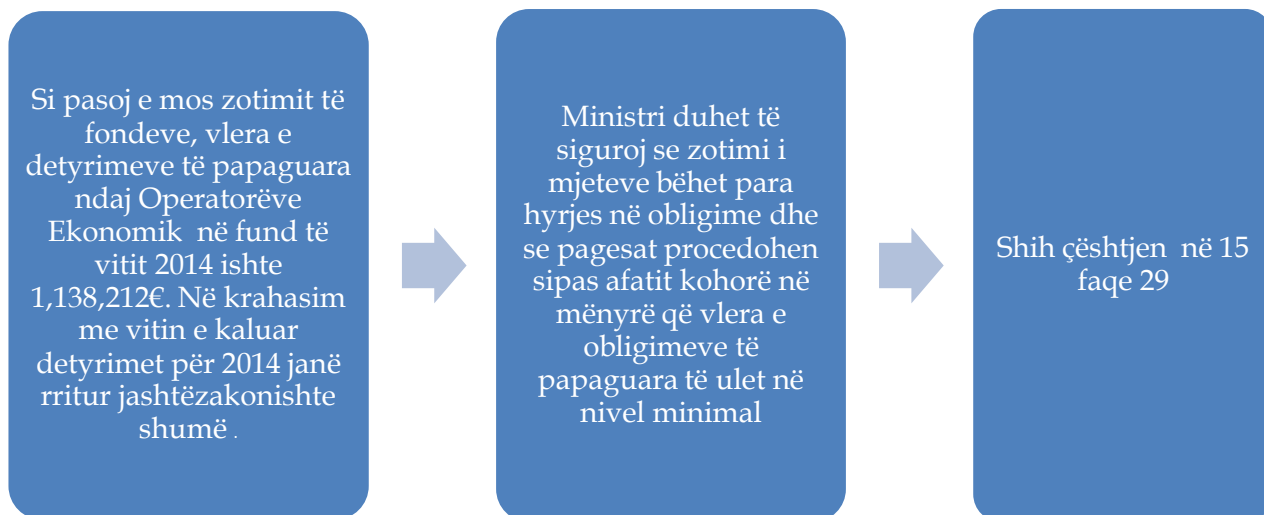 Si pasoj e mos zotimit të
fondeve, vlera e
detyrimeve të papaguara
ndaj Operatorëve
Ekonomik në fund të
vitit 2014 ishte
1,138,212€. Në krahasim
me vitin e kaluar
detyrimet për 2014 janë
rritur jashtëzakonishte
shumë .
Ministri duhet të
siguroj se zotimi i
mjeteve bëhet para
hyrjes në obligime dhe
se pagesat procedohen
sipas afatit kohorë në
mënyrë që vlera e
obligimeve të
papaguara të ulet në
nivel minimal
Shih çështjen në 15
faqe 29